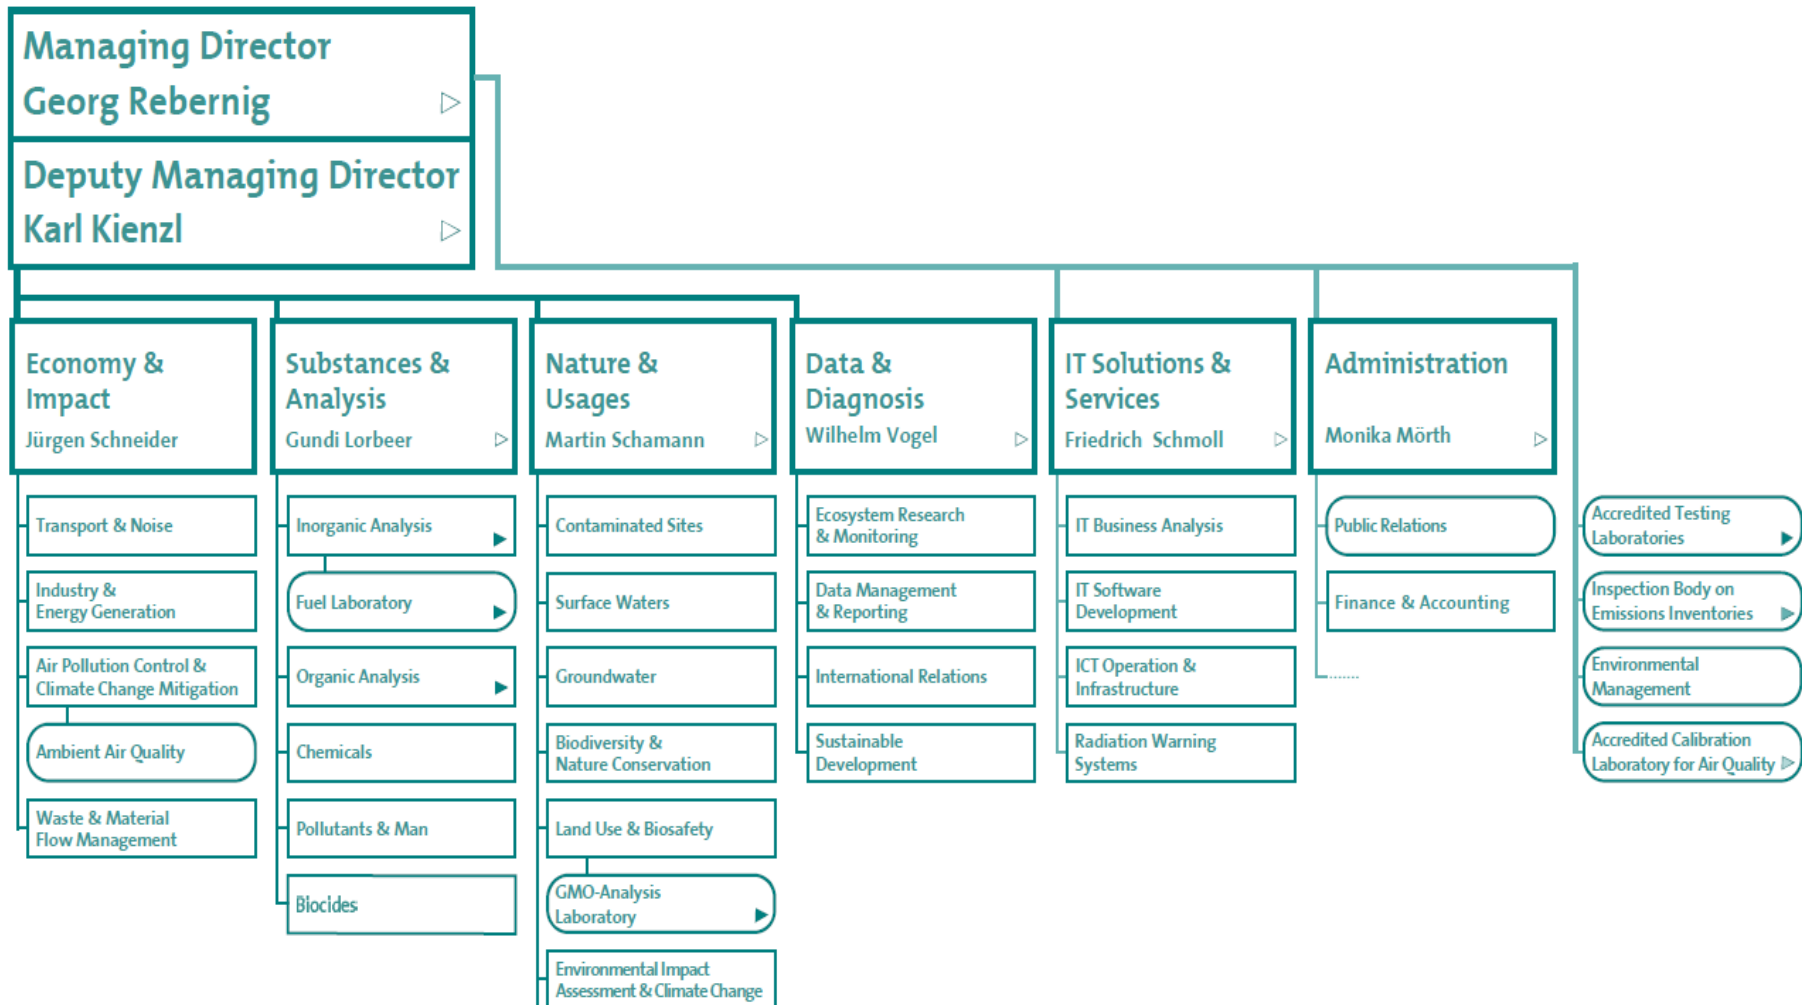 Managing Director
Georg Rebernig
Deputy Managing Director
Karl Kienzl
Economy &
Impact
Jürgen Schneider
Transport & Noise
Industry &
Energy Generation
Air Pollution Control &
Climate Change Mitigation
Ambient Air Quality
Waste & Material
Flow Management
Substances &
Analysis
Gundi Lorbeer
Inorganic Analysis
Fuel Laboratory
Organic Analysis
Chemicals
Pollutants & Man
Biocides
Nature &
Usages
Martin Schamann
Contaminated Sites
Surface Waters
Groundwater
Biodiversity &
Nature Conservation
Land Use & Biosafety
GMO-Analysis
Laboratory
Environmental Impact
Assessment & Climate Change
Data &
Diagnosis
Wilhelm Vogel
Ecosystem Research
& Monitoring
Data Management
& Reporting
International Relations
Sustainable
Development
IT Solutions &
Services
Friedrich Schmoll
IT Business Analysis
IT Software
Development
ICT Operation &
Infrastructure
Radiation Warning
Systems
Administration
Monika Mörth
Public Relations
Finance & Accounting
........
Accredited Testing
Laboratories
Inspection Body on
Emissions Inventories
Environmental
Management
Accredited Calibration
Laboratory for Air Quality